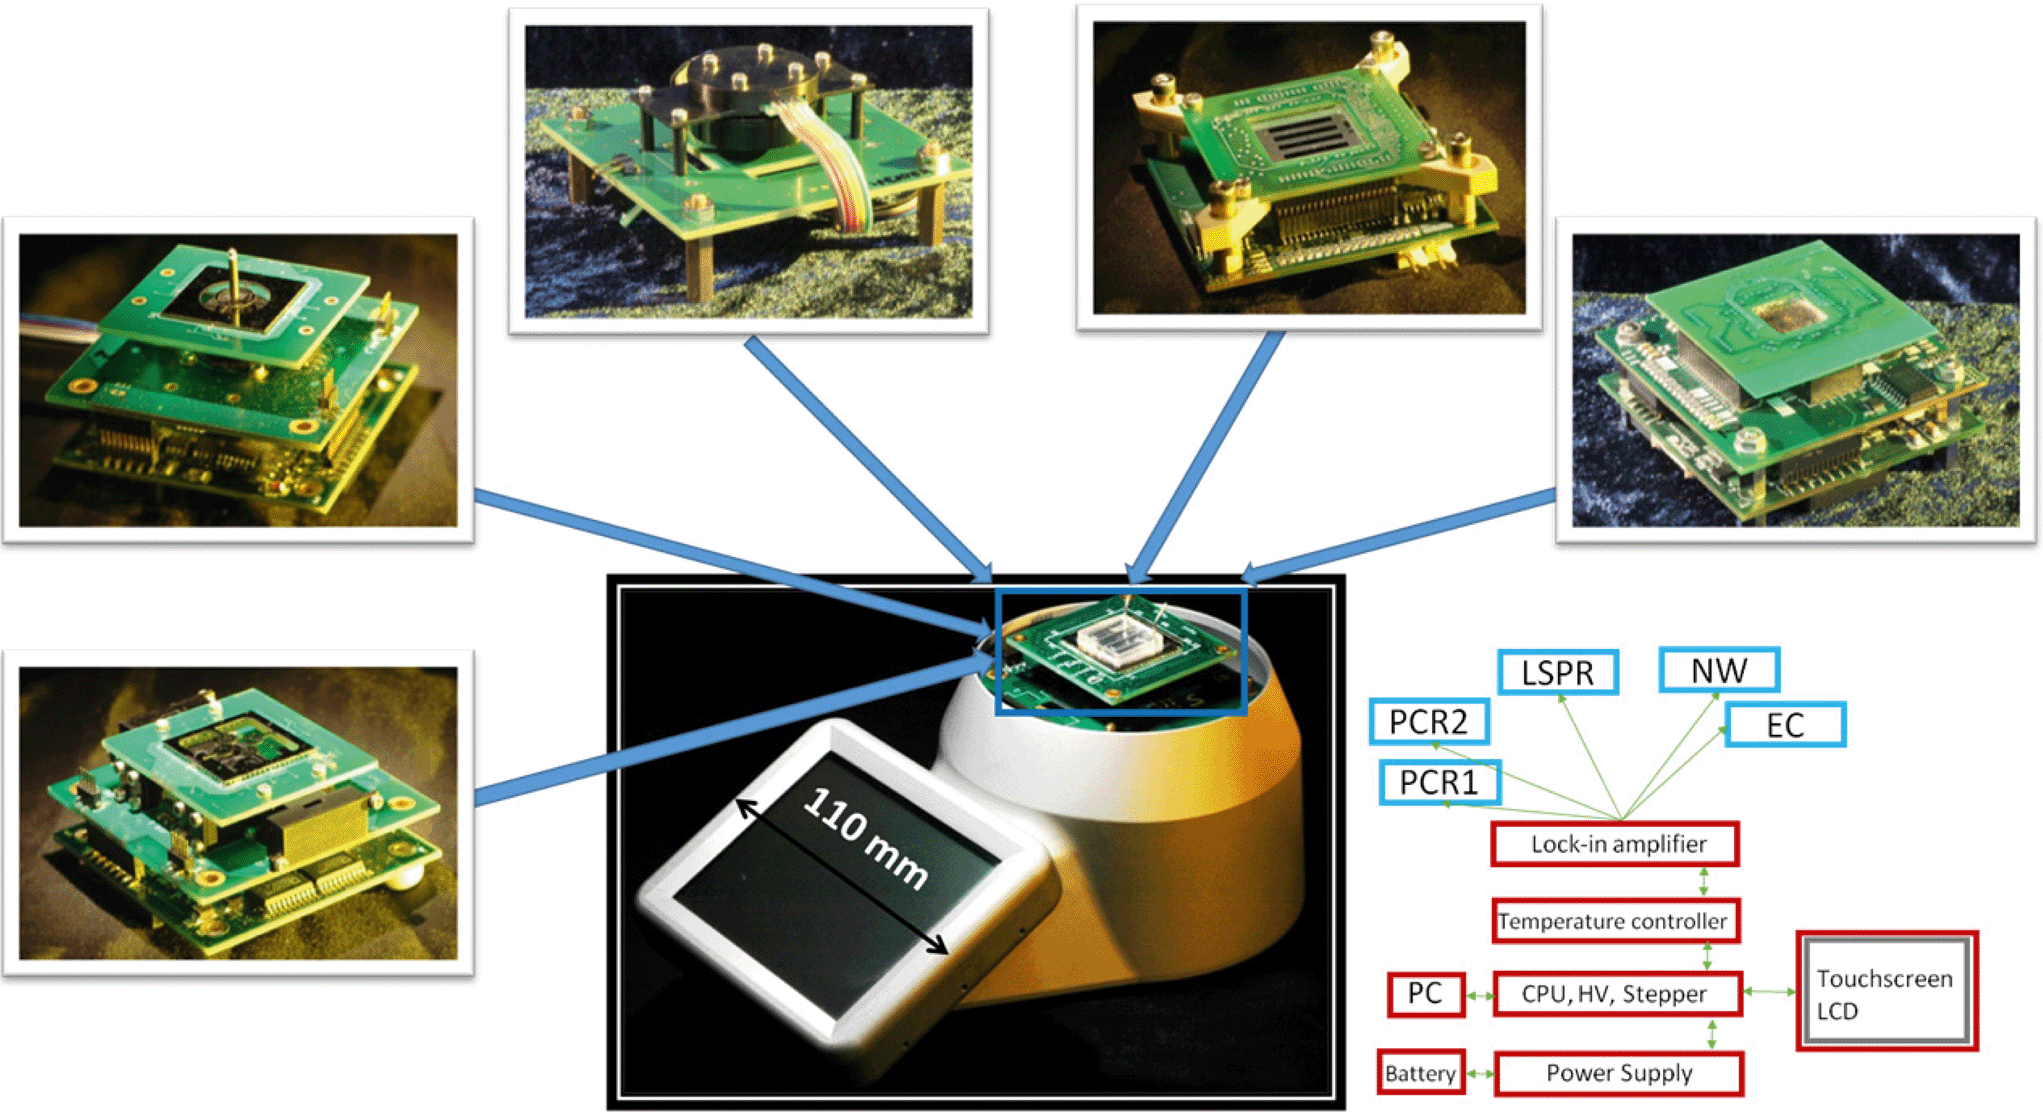 110 mm
LSPR
NW
PCR2
EC
PCR1
Lock-in amplifier
Temperature controller
PC
CPU, HV, Stepper
Touchscreen
LCD
Battery
Power Supply